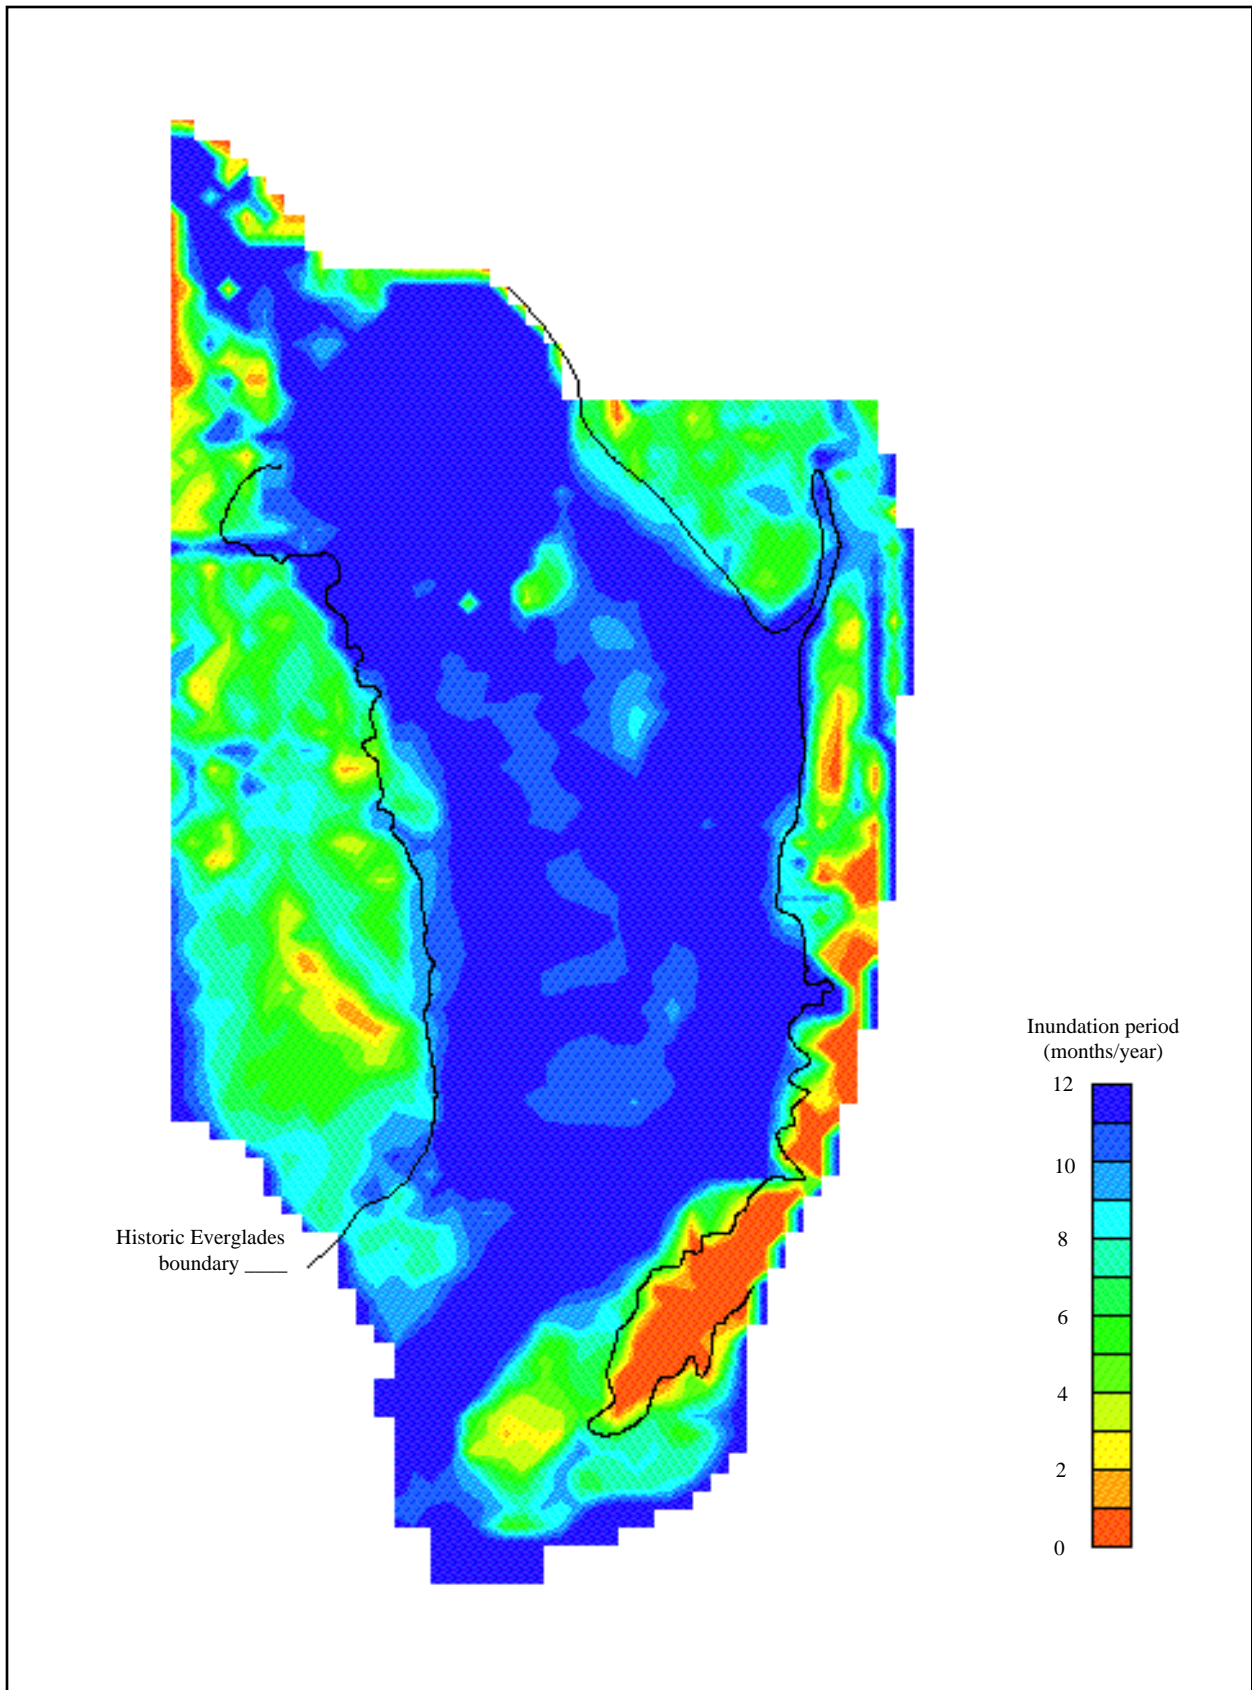 Inundation period
(months/year)
12
10
8
6
4
2
0
Historic Everglades
boundary ____